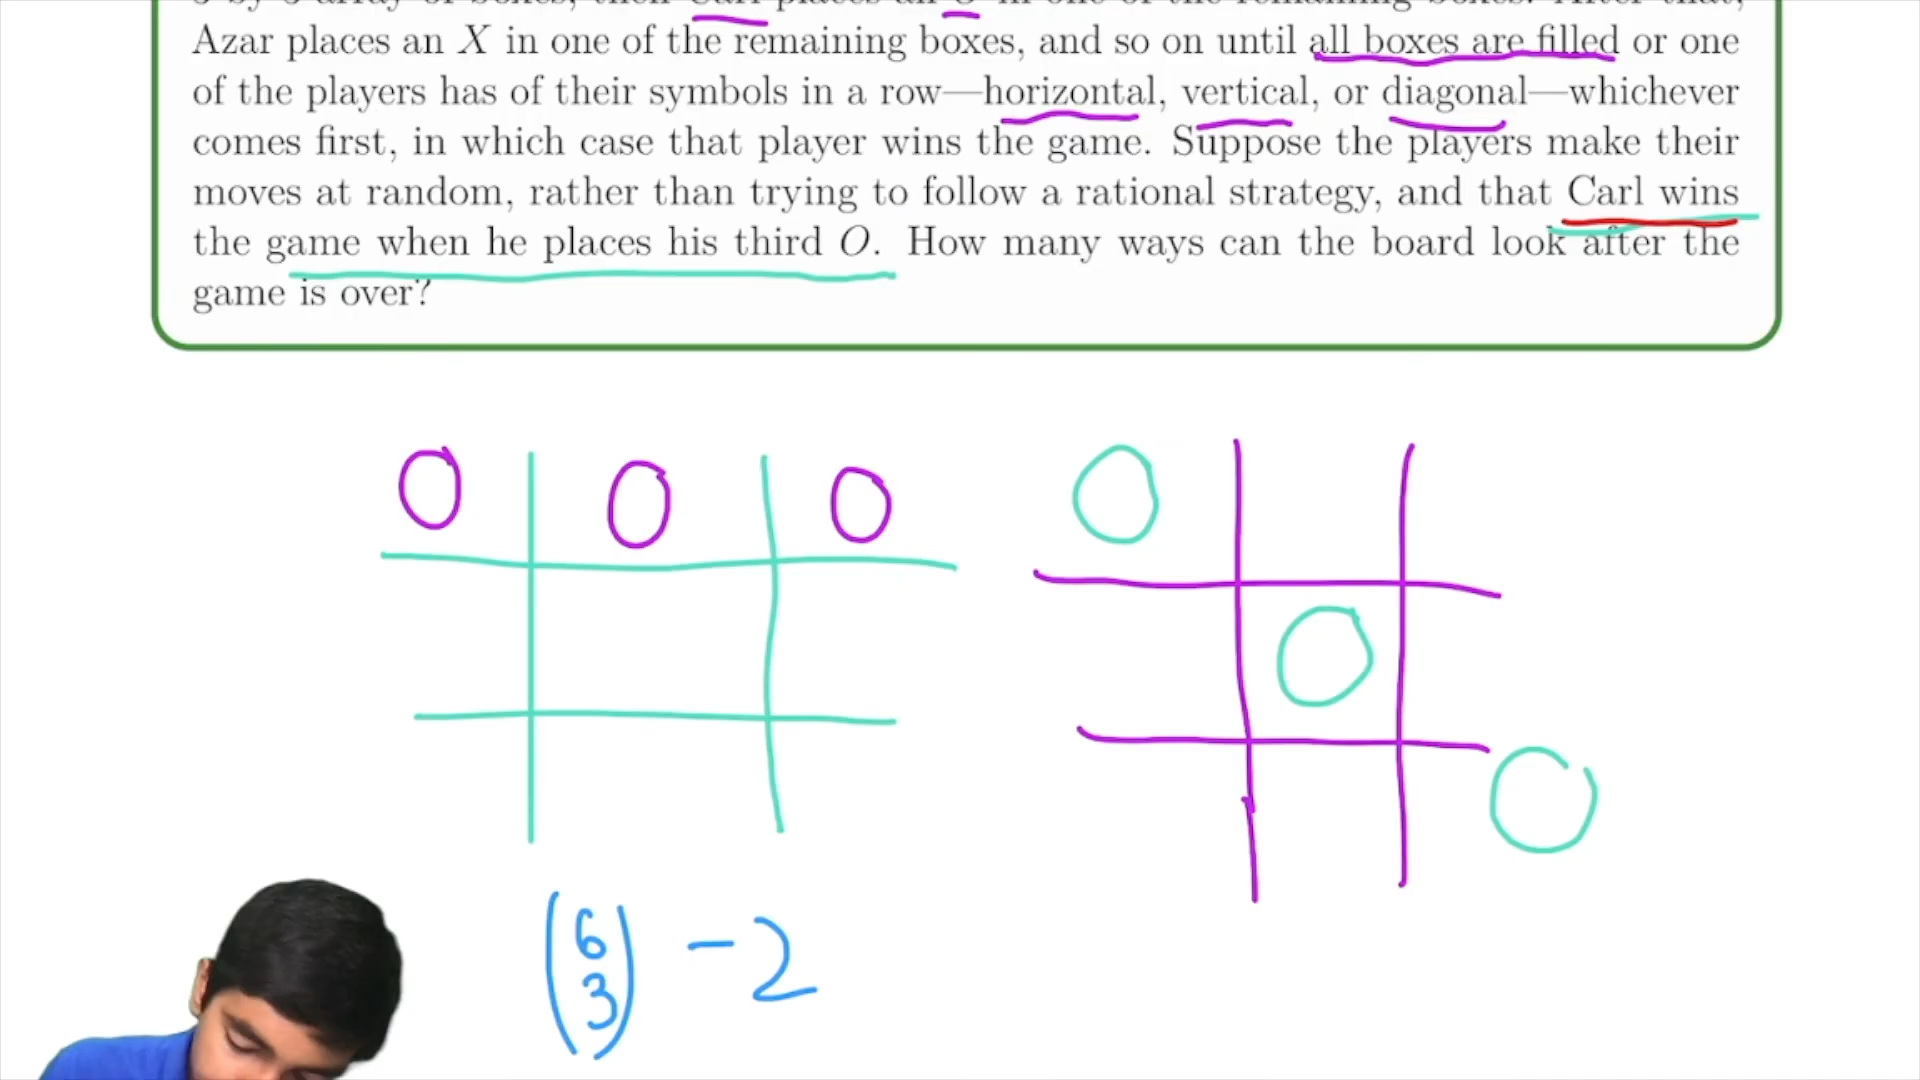 Azar places an X in one of the remaining boxes, and so on until all boxes are filled or one
of the players has of their symbols in a row—horizontal, vertical, or diagonal—whichever
comes first, in which case that player wins the game. Suppose the players make their
moves at random, rather than trying to follow a rational strategy, and that Carl wins
the game when he places his third O. How many ways can the board look after the
game is over?
O O O
O
O
O
(6
3) - 2